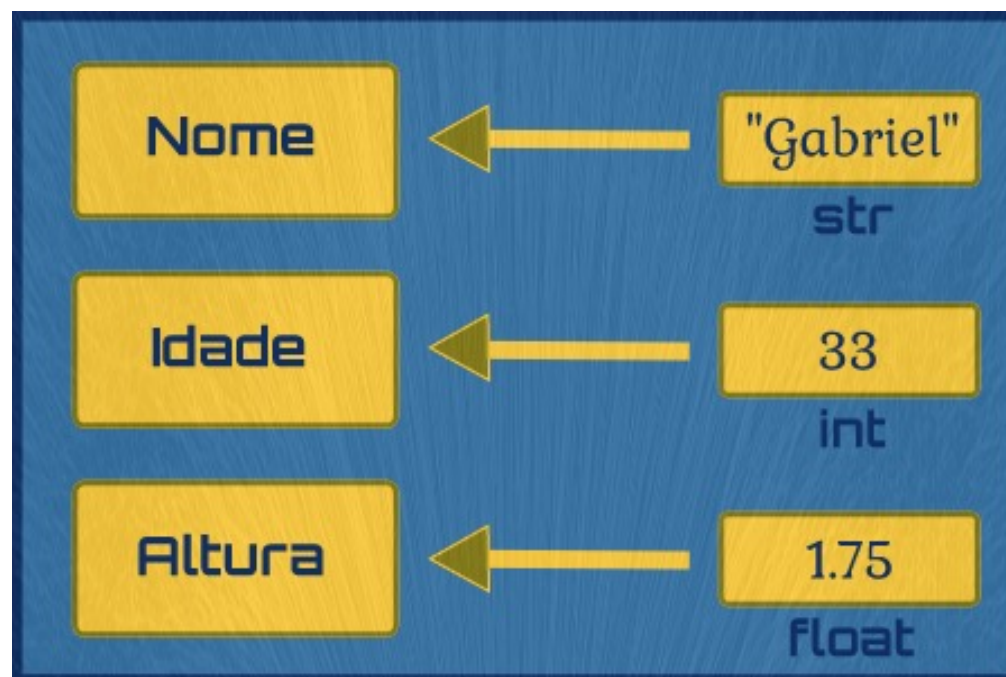 Nome
"Gabriel"
str
Idade
33
int
Altura
1.75
float